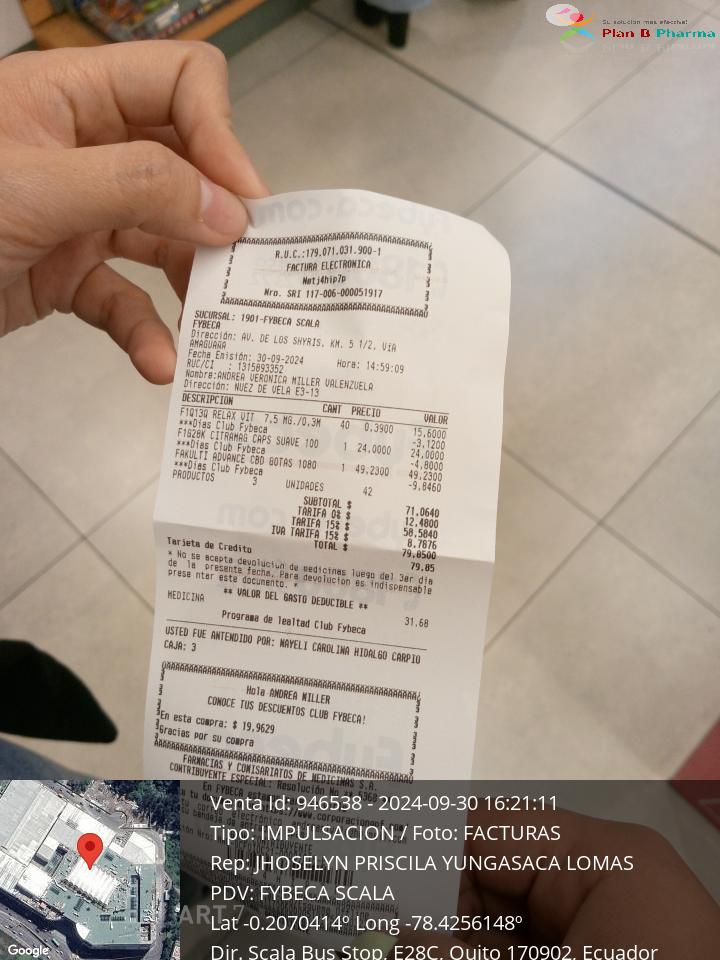 Su solucion mas efectiva!
Plan B Pharma
R.U.C.:179.071.031.900-1
FACTURA ELECTRONICA
Nro. SRI 117-006-000051917
SUCURSAL: 1901-FYBECA SCALA
FYBECA
Dirección: AV. DE LOS SHYRIS, KM. 5 1/2, VIA
AMAGUAÑA
Fecha Emisión: 30-09-2024 Hora: 14:59:09
RUC/CI : 1315893352
Nombre:ANDREA VERONICA MILLER VALENZUELA
Dirección: NUEZ DE VELA E3-13
DESCRIPCION CANT PRECIO VALOR
F1Q13Q RELAX VIT 7,5 MG./0.3M 40 0.3900 15.6000
***Dias Club Fybeca -3.1200
F1G28K CITRAMAG CAPS SUAVE 100 1 24.0000 24.0000
***Dias Club Fybeca -4.8000
FAKULTI ADVANCE CBD GOTAS 1080 1 49.2300 49.2300
***Dias Club Fybeca -9.8460
PRODUCTOS 3 UNIDADES 42
SUBTOTAL $ 71.0640
TARIFA 0% $ 12.4800
TARIFA 15% $ 58.5840
IVA TARIFA 15% $ 8.7876
TOTAL $ 79.8500
Tarjeta de Credito 79.85
* No se acepta devolucion de medicinas luego del 3er dia
de la presente fecha. Para devolucion es indispensable
prese ntar este documento. *
** VALOR DEL GASTO DEDUCIBLE **
MEDICINA 31.68
Programa de lealtad Club Fybeca
USTED FUE ANTENDIDO POR: NAYELI CAROLINA HIDALGO CARPIO
CAJA: 3
Hola ANDREA MILLER
CONOCE TUS DESCUENTOS CLUB FYBECA!
En esta compra: $ 19,9629
Gracias por su compra
FARMACIAS Y COMISARIATOS DE MEDICINAS S.A.
CONTRIBUYENTE ESPECIAL: Resolución
En FYBECA
Venta Id: 946538 - 2024-09-30 16:21:11
Tipo: IMPULSACION / Foto: FACTURAS
Rep: JHOSELYN PRISCILA YUNGASACA LOMAS
PDV: FYBECA SCALA
Lat -0.2070414º Long -78.4256148º
Dir. Scala Bus Stop, E28C, Quito 170902, Ecuador
Google